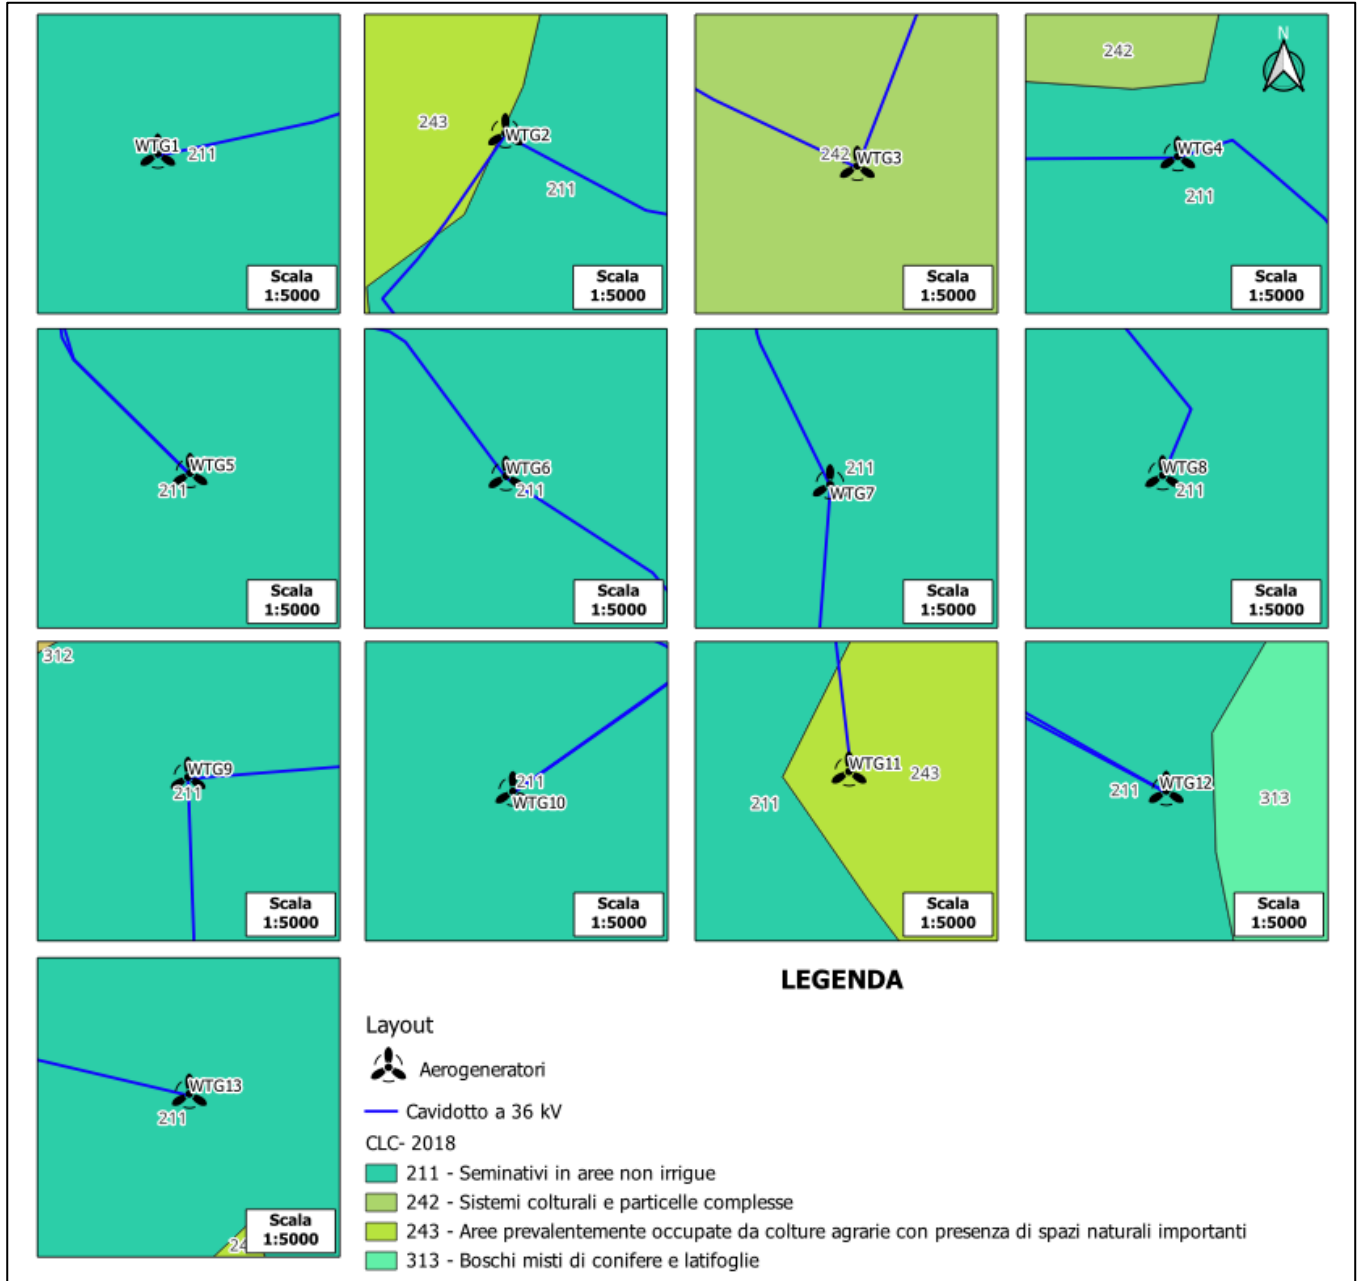 WTG1
211
Scala
1:5000
243
WTG2
211
Scala
1:5000
242
WTG3
Scala
1:5000
242
N
WTG4
211
Scala
1:5000
WTG5
211
Scala
1:5000
WTG6
211
Scala
1:5000
211
WTG7
Scala
1:5000
WTG8
211
Scala
1:5000
312
WTG9
211
Scala
1:5000
211
WTG10
Scala
1:5000
WTG11
243
211
Scala
1:5000
WTG12
211
313
Scala
1:5000
WTG13
211
Scala
1:5000
LEGENDA
Layout
Aerogeneratori
Cavidotto a 36 kV
CLC- 2018
211 - Seminativi in aree non irrigue
242 - Sistemi colturali e particelle complesse
243 - Aree prevalentemente occupate da colture agrarie con presenza di spazi naturali importanti
313 - Boschi misti di conifere e latifoglie